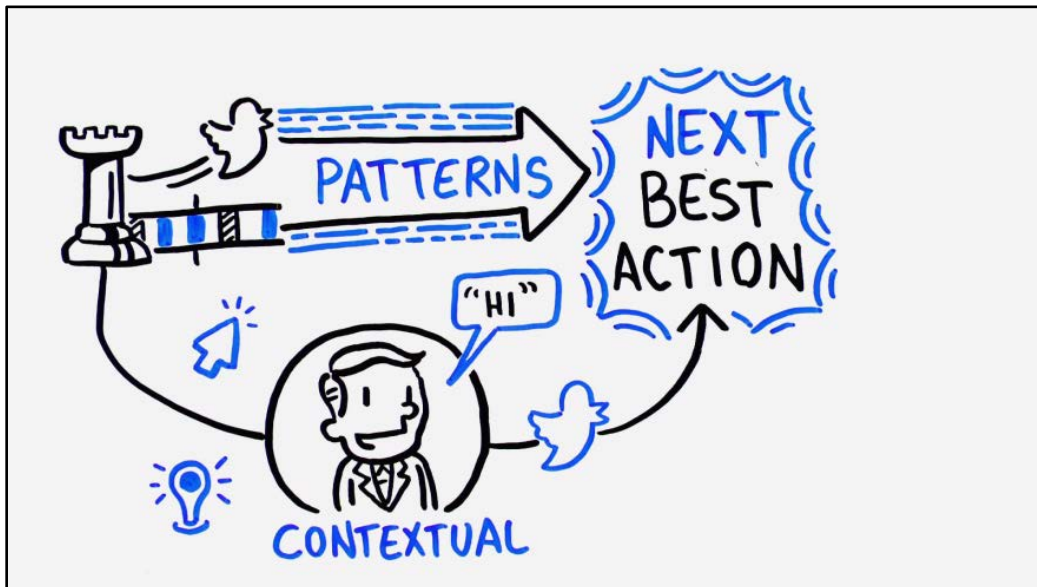 PATTERNS
NEXT
BEST
ACTION
"HI"
CONTEXTUAL